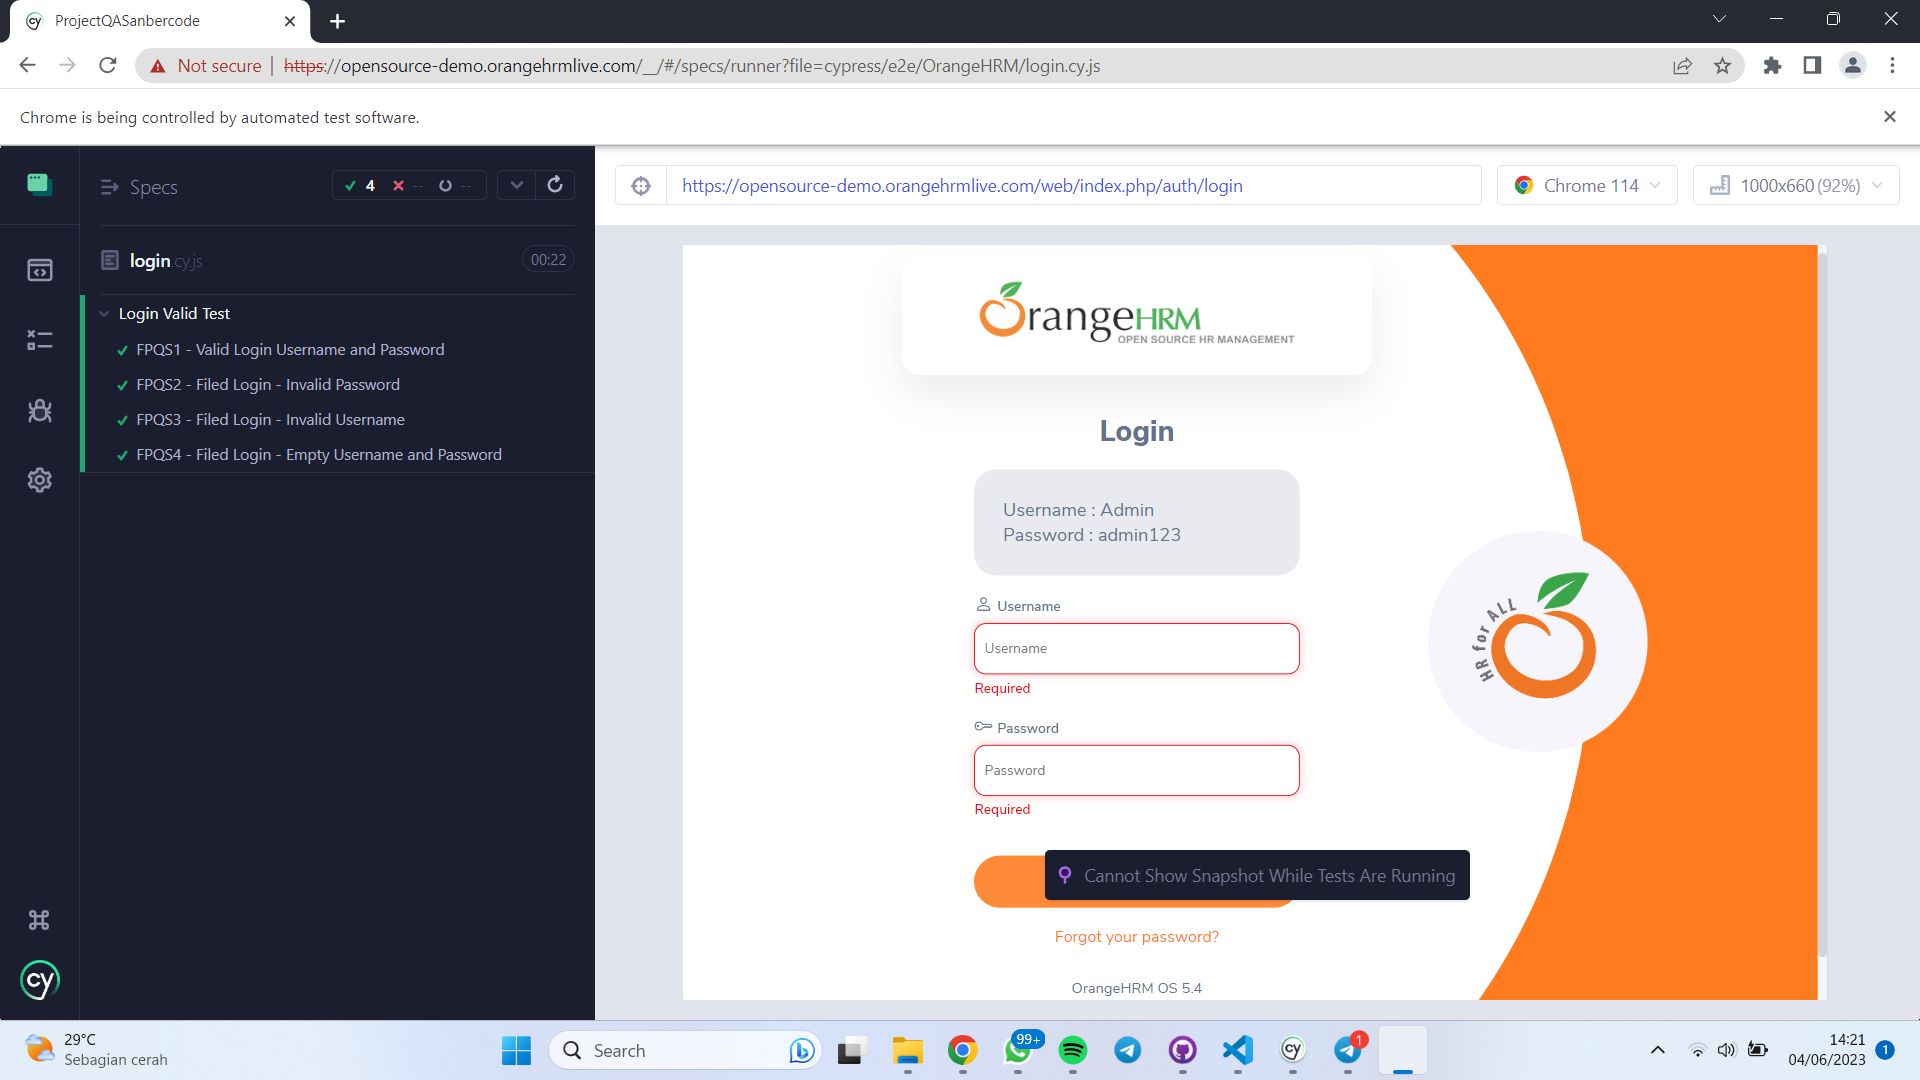 ProjectQASanbercode
Not secure
https://opensource-demo.orangehrmlive.com/__/#/specs/runner?file=cypress/e2e/OrangeHRM/login.cy.js
Chrome is being controlled by automated test software.
Specs
4 -- --
https://opensource-demo.orangehrmlive.com/web/index.php/auth/login
Chrome 114
1000x660 (92%)
login.cy.js
00:22
Login Valid Test
FPQS1 - Valid Login Username and Password
FPQS2 - Filed Login - Invalid Password
FPQS3 - Filed Login - Invalid Username
FPQS4 - Filed Login - Empty Username and Password
cy
OrangeHRM
OPEN SOURCE HR MANAGEMENT
Login
Username : Admin
Password : admin123
Username
Username
Required
Password
Password
Required
Cannot Show Snapshot While Tests Are Running
Forgot your password?
OrangeHRM OS 5.4
HR for ALL
29°C
Sebagian cerah
Search
99+
cy
1
14:21
04/06/2023
1